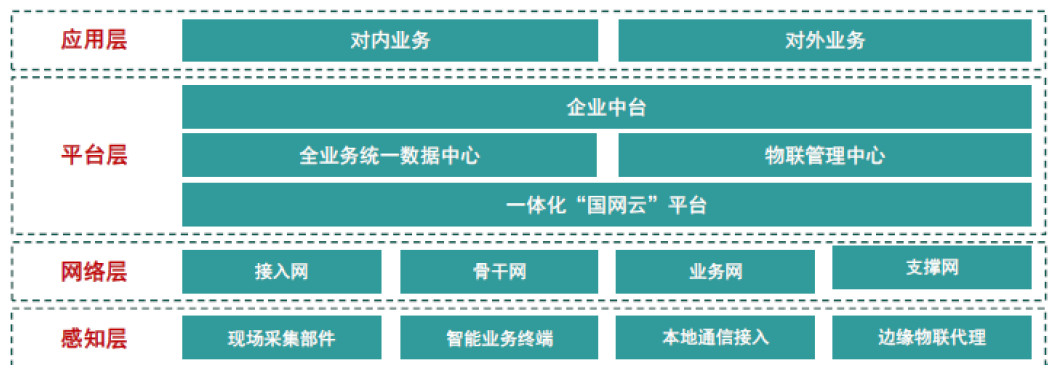 应用层
对内业务
对外业务
平台层
企业中台
全业务统一数据中心
物联管理中心
一体化“国网云”平台
网络层
接入网
骨干网
业务网
支撑网
感知层
现场采集部件
智能业务终端
本地通信接入
边缘物联代理